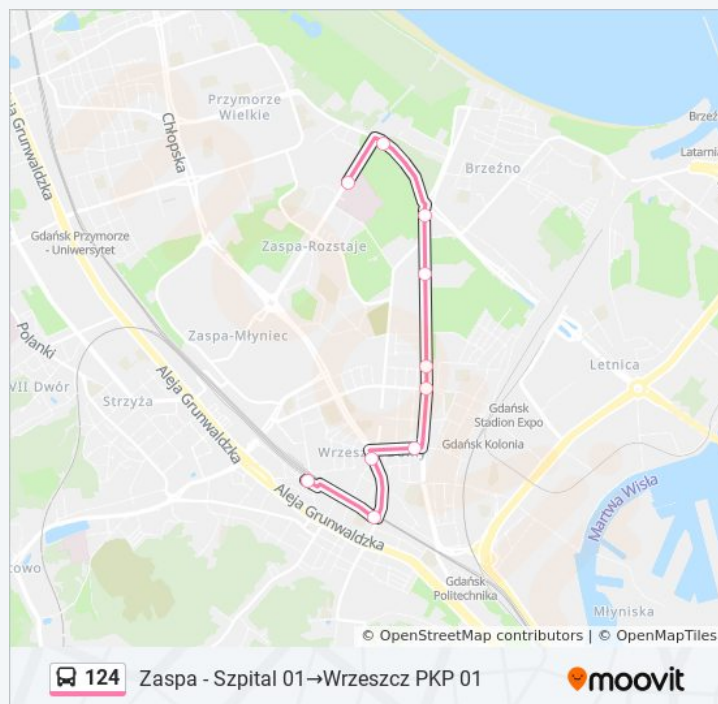 Przymorze
Wielkie
Chłopska
Aleja Grunwaldzka
Brzeźno
Latarni
Gdańsk Przymorze
- Uniwersytet
Zaspa-Rozstaje
Polanki
Zaspa-Młyniec
VII Dwór
Strzyża
Letnica
Aleja Grunwaldzka
Gdańsk
Stadion Expo
Gdańsk Kolonia
Aleja Grunwaldzka
Martwa Wisła
Gdańsk
Politechnika
Młyniska
© OpenStreetMap contributors | © OpenMapTiles
124 Zaspa - Szpital 01→Wrzeszcz PKP 01
moovit